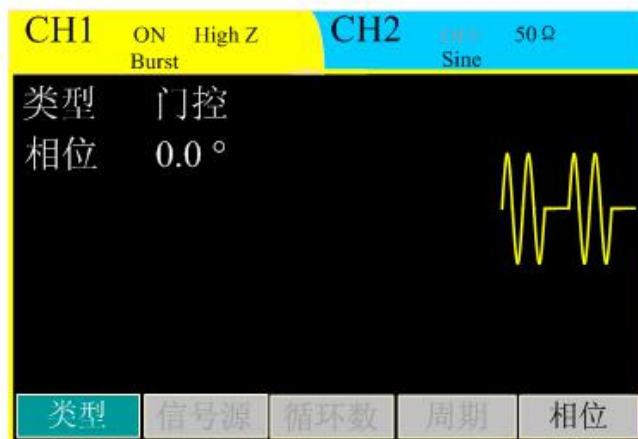 CH1 ON High Z CH2 OFF 50Ω
Burst Sine
类型 门控
相位 0.0 °
类型 信号源 循环数 周期 相位